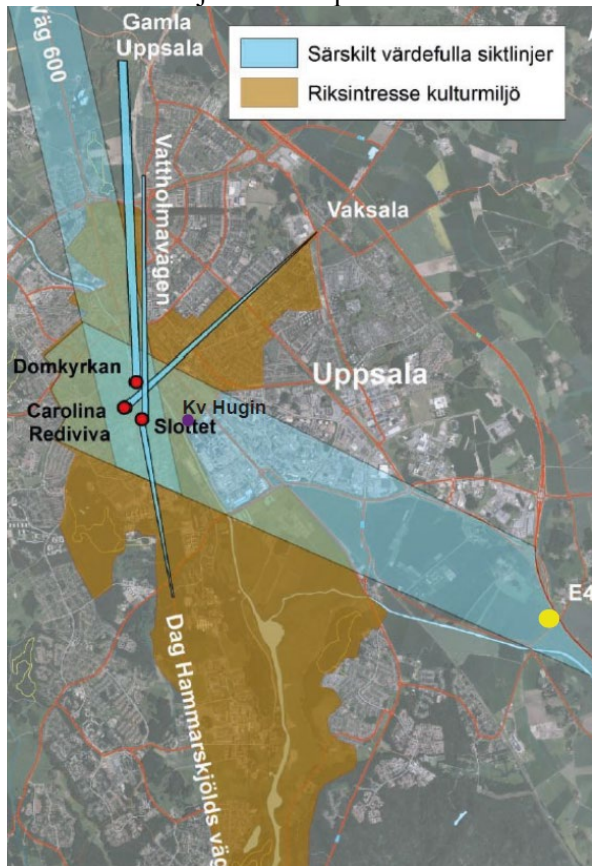 Gamla
Uppsala
Väg 600
Särskilt värdefulla siktlinjer
Riksintresse kulturmiljö
Vattholmavägen
Vaksala
Domkyrkan
Uppsala
Carolina
Rediviva
Kv Hugin
Slottet
E4
Dag Hammarskjölds väg